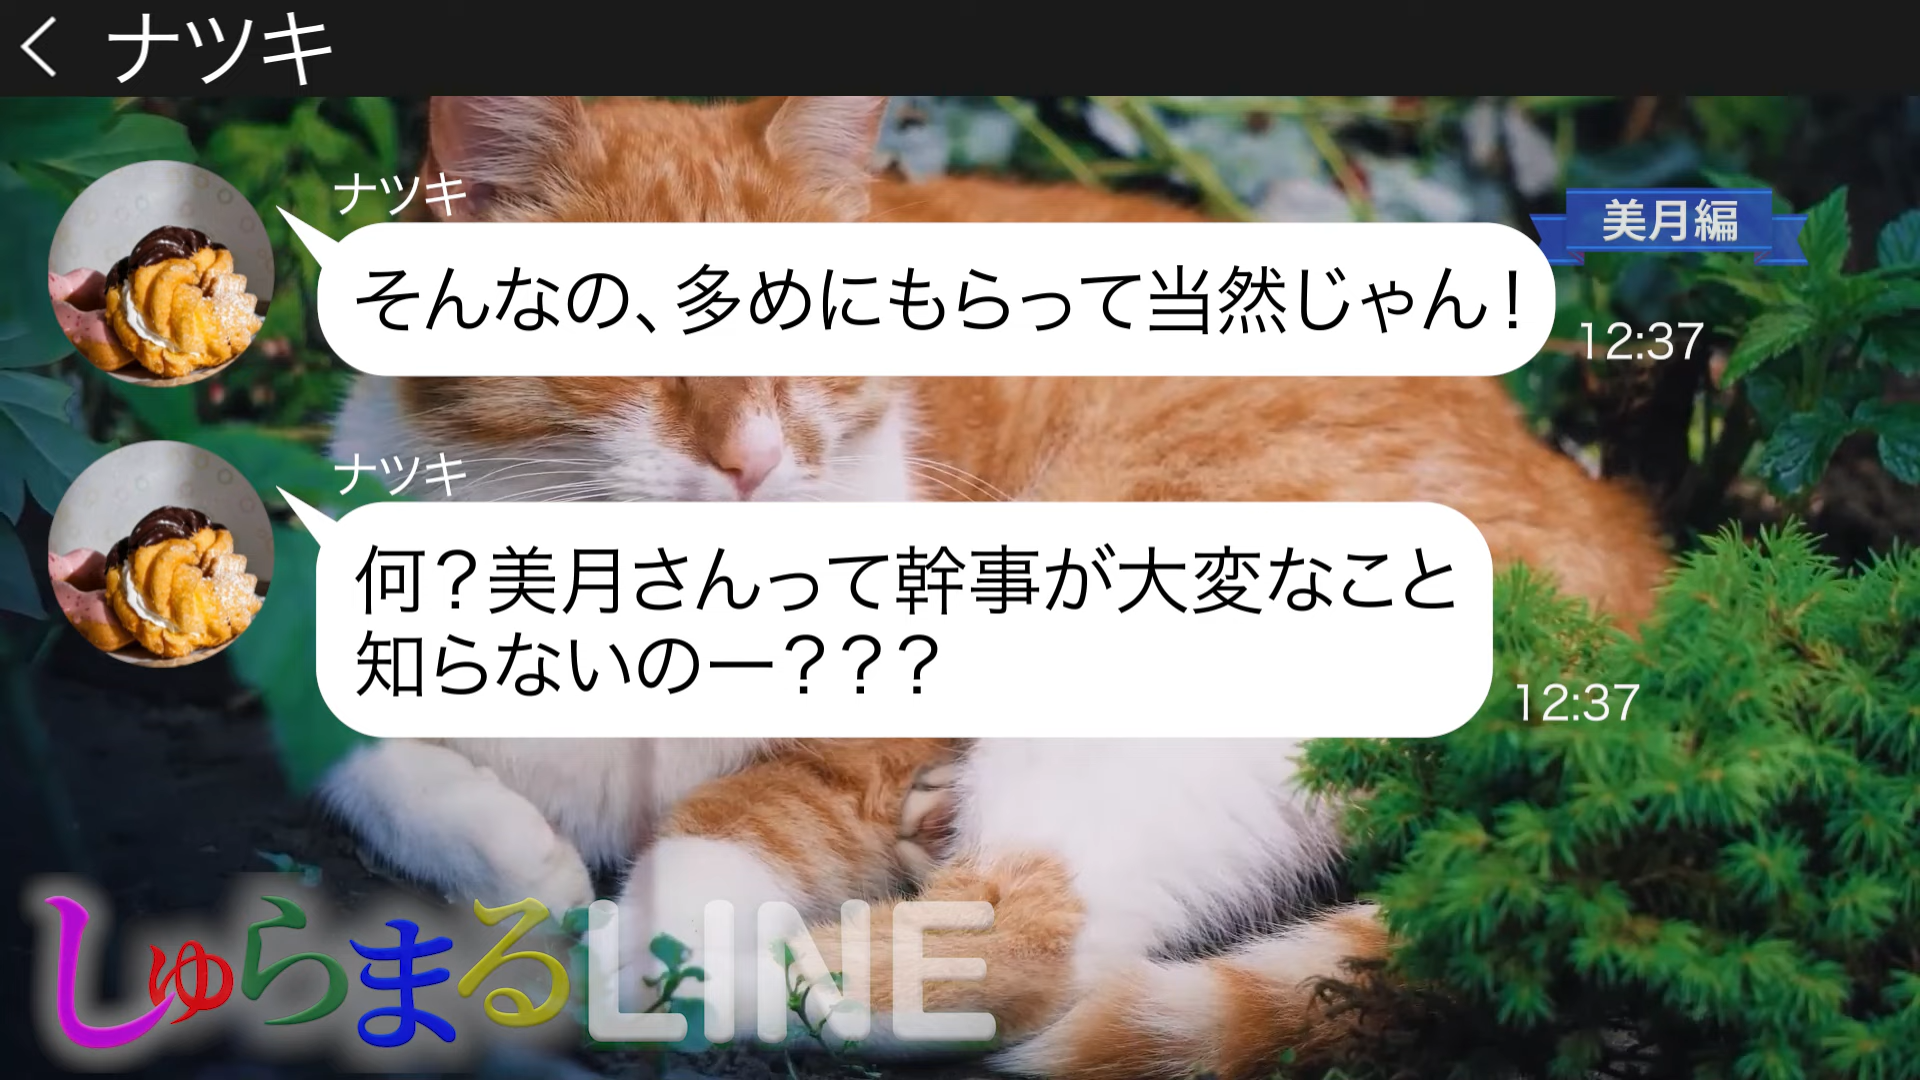 ナツキ
ナツキ
美月編
そんなの、多めにもらって当然じゃん！
12:37
ナツキ
何？美月さんって幹事が大変なこと
知らないのー？？？
12:37
しゅらまるLINE